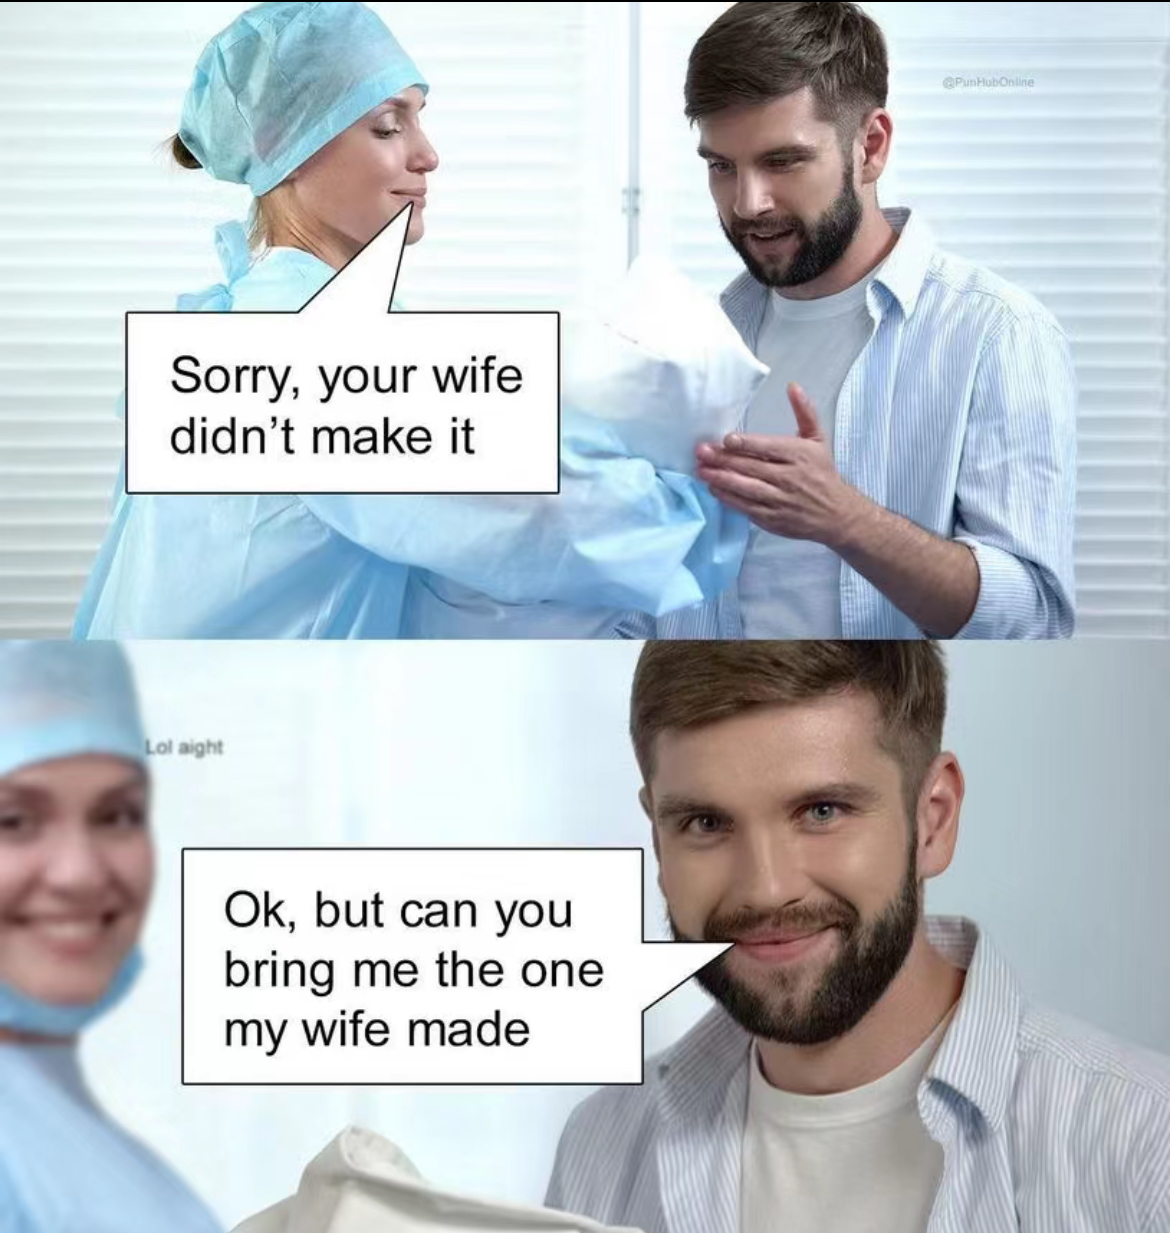 @PunHubOnline
Sorry, your wife
didn't make it
Lol aight
Ok, but can you
bring me the one
my wife made